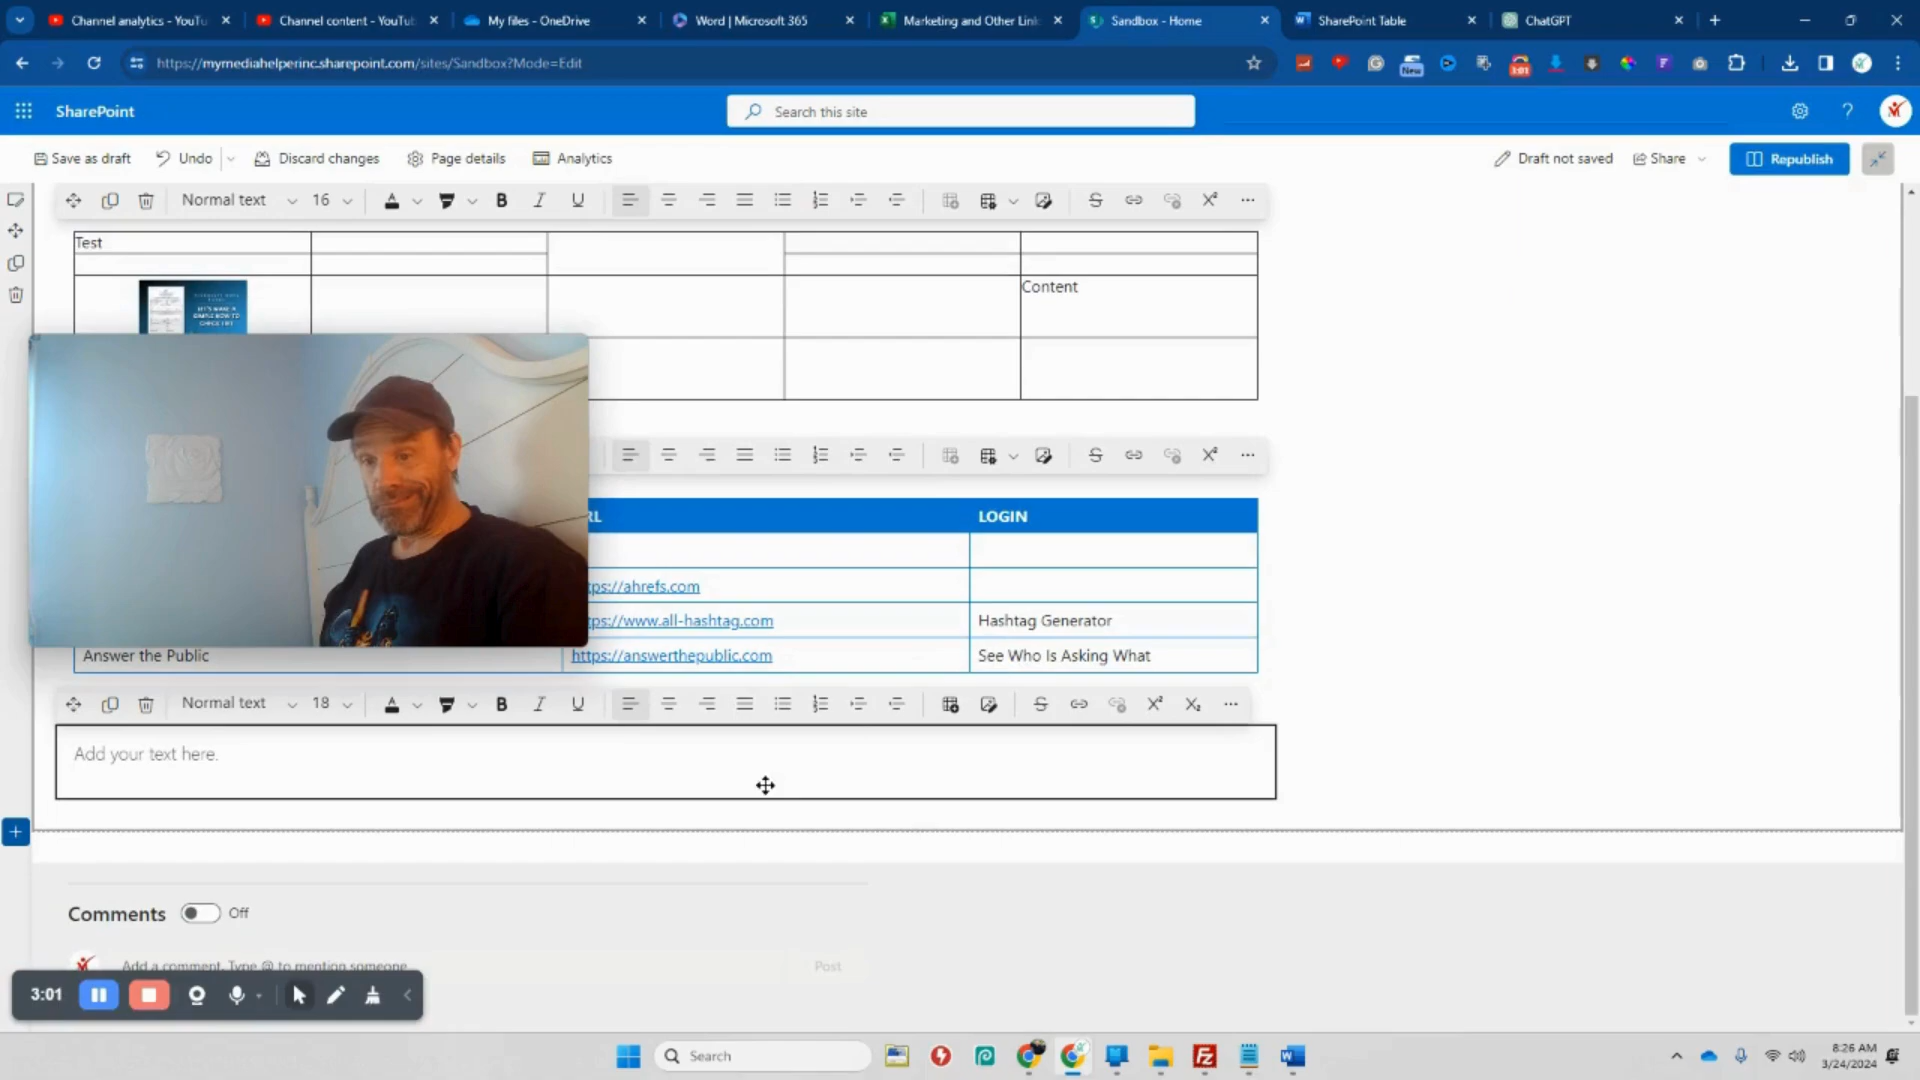 Channel analytics - YouTu
Channel content - YouTub
My files - OneDrive
Word | Microsoft 365
Marketing and Other Link
Sandbox - Home
SharePoint Table
ChatGPT
https://mymediahelperinc.sharepoint.com/sites/Sandbox?Mode=Edit
New
SharePoint
Search this site
Save as draft
Undo
Discard changes
Page details
Analytics
Draft not saved
Share
Republish
Normal text
16
Test
Content
RL
LOGIN
tps://ahrefs.com
tps://www.all-hashtag.com
Hashtag Generator
Answer the Public
https://answerthepublic.com
See Who Is Asking What
Normal text
18
Add your text here.
Comments
Off
Add a comment. Type @ to mention someone
Post
3:01
Search
8:26 AM
3/24/2024